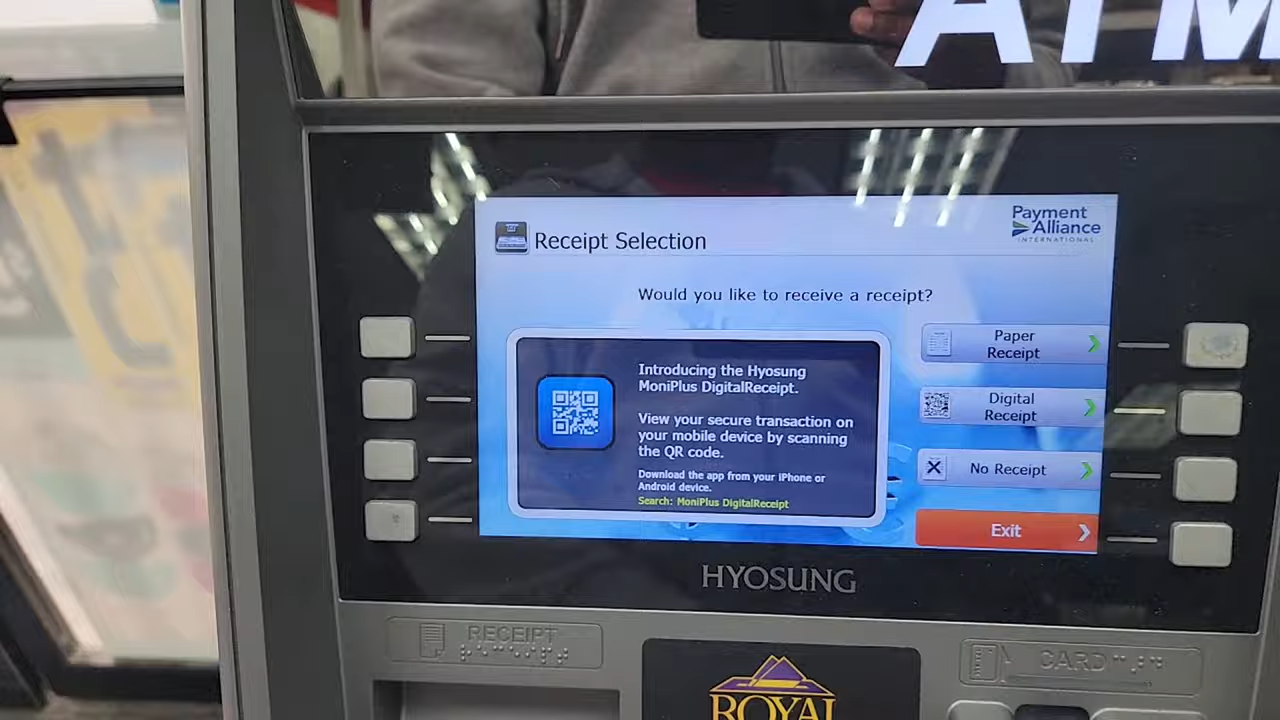 ATM
Receipt Selection
Payment
Alliance
INTERNATIONAL
Would you like to receive a receipt?
Introducing the Hyosung
MoniPlus DigitalReceipt.
View your secure transaction on
your mobile device by scanning
the QR code.
Download the app from your iPhone or
Android device.
Search: MoniPlus DigitalReceipt
Paper
Receipt
Digital
Receipt
No Receipt
Exit
HYOSUNG
RECEIPT
CARD
ROYAL